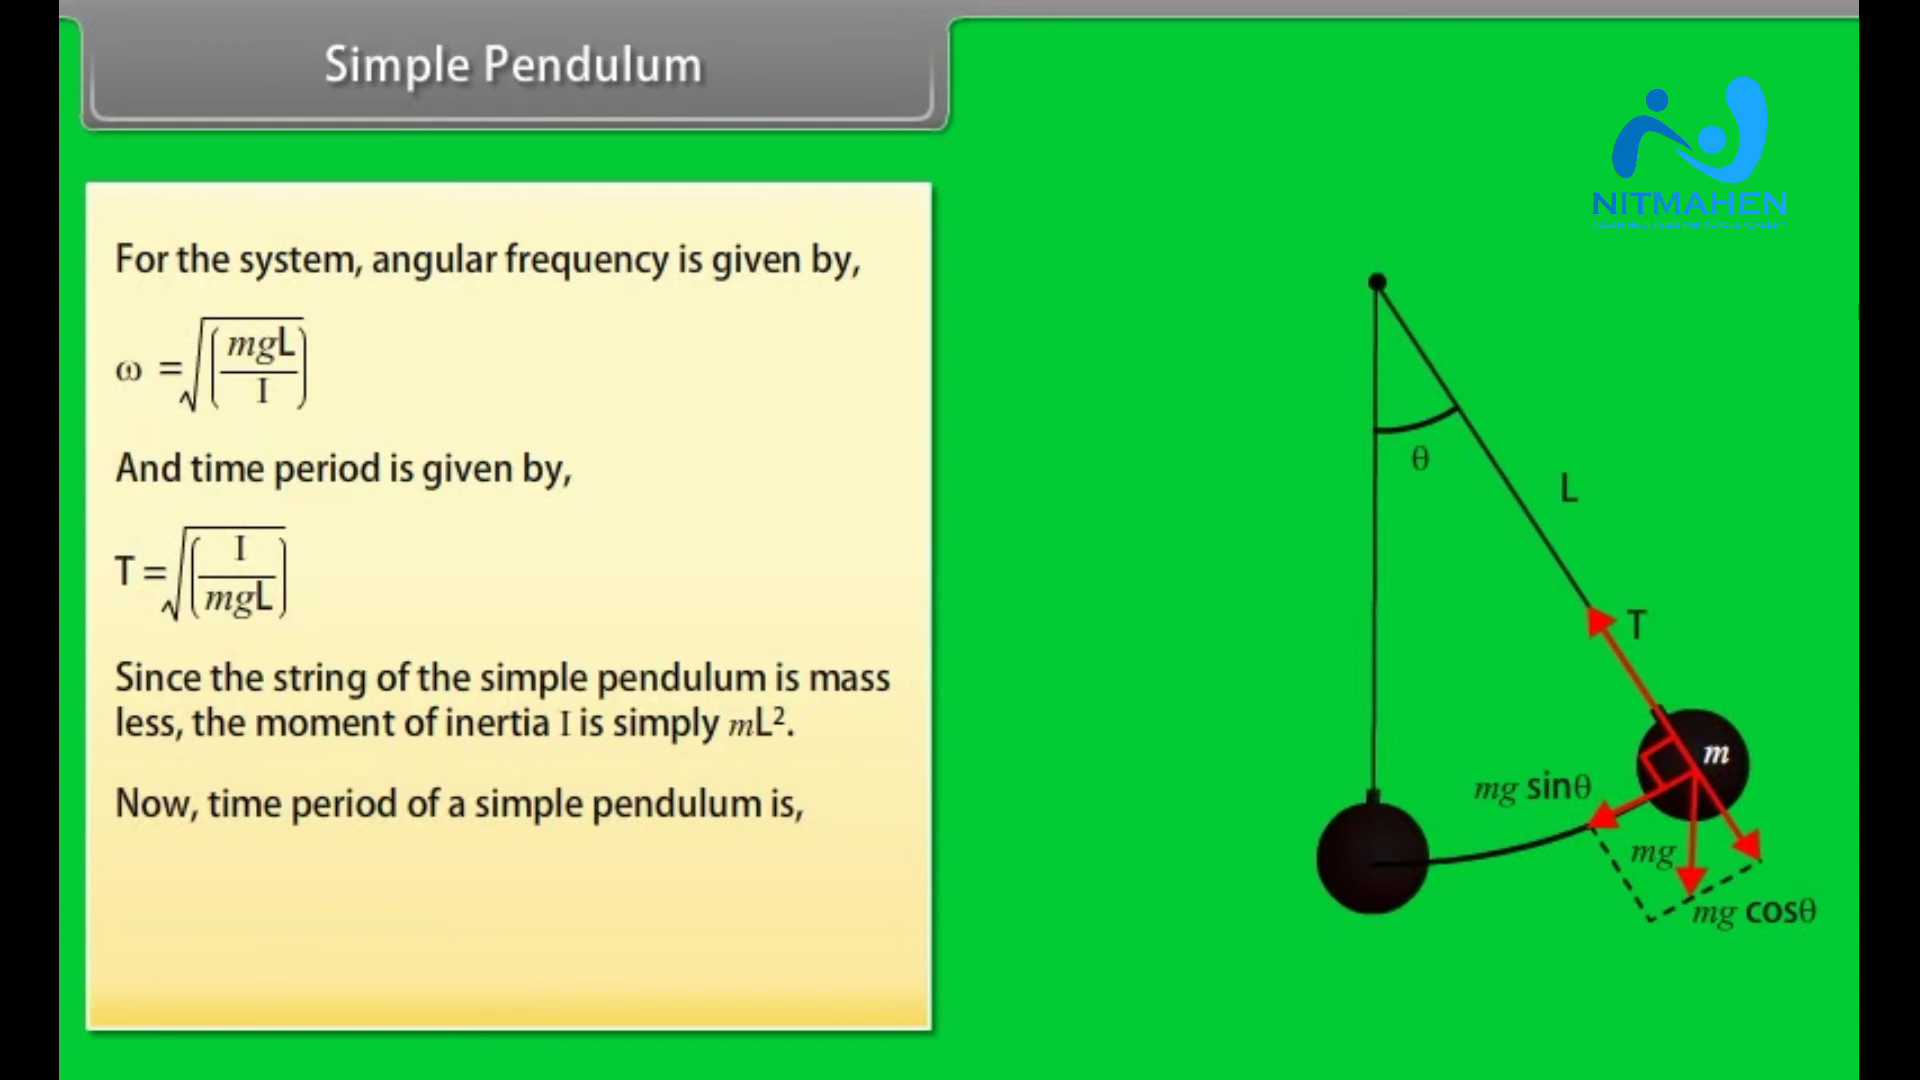 Simple Pendulum
NITMAHEN
For the system, angular frequency is given by,
ω = √(mgL/I)
And time period is given by,
T = √(I/mgL)
Since the string of the simple pendulum is mass
less, the moment of inertia I is simply mL².
Now, time period of a simple pendulum is,
θ
L
T
m
mg sinθ
mg
mg cosθ